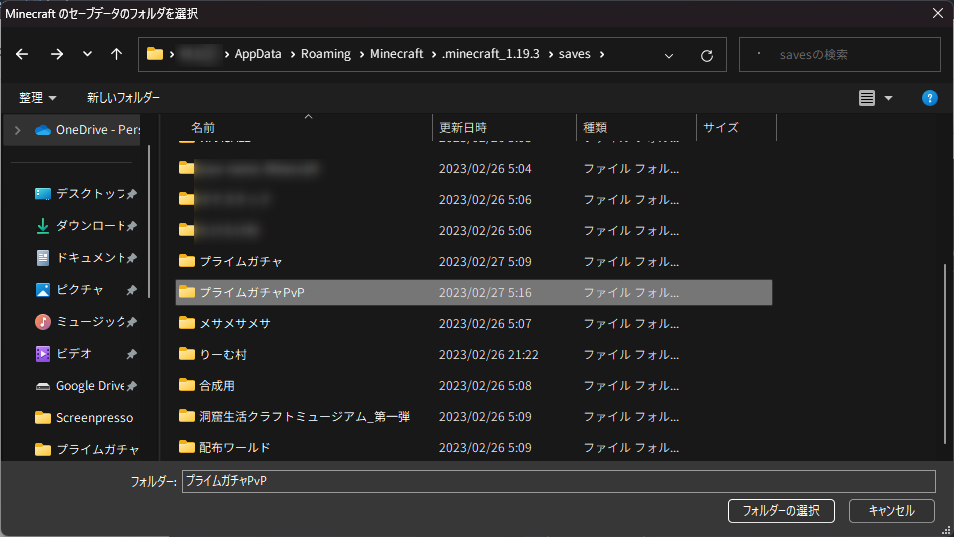 Minecraft のセーブデータのフォルダを選択
AppData Roaming Minecraft .minecraft_1.19.3 saves
savesの検索
整理 新しいフォルダー
OneDrive - Pers
デスクトップ
ダウンロード
ドキュメント
ピクチャ
ミュージック
ビデオ
Google Drive
Screenpresso
プライムガチャ
名前 更新日時 種類 サイズ
2023/02/26 5:04 ファイル フォル...
2023/02/26 5:06 ファイル フォル...
2023/02/26 5:06 ファイル フォル...
プライムガチャ 2023/02/27 5:09 ファイル フォル...
プライムガチャPvP 2023/02/27 5:16 ファイル フォル...
メサメサメサ 2023/02/26 5:07 ファイル フォル...
りーむ村 2023/02/26 21:22 ファイル フォル...
合成用 2023/02/26 5:08 ファイル フォル...
洞窟生活クラフトミュージアム_第一弾 2023/02/26 5:09 ファイル フォル...
配布ワールド 2023/02/26 5:09 ファイル フォル...
フォルダー: プライムガチャPvP
フォルダーの選択 キャンセル